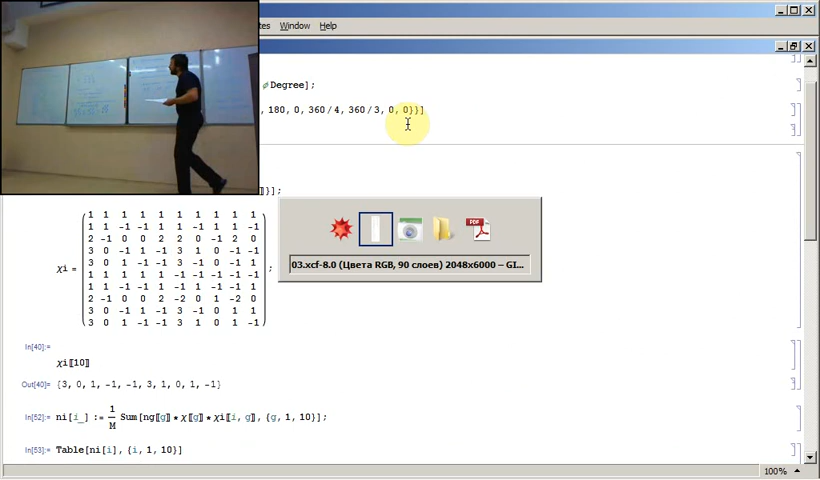 tes Window Help
Degree];
, 180, 0, 360/4, 360/3, 0, 0}}]
]}];
χi =
1 1 1 1 1 1 1 1 1 1
1 1 -1 -1 1 1 -1 1 1 -1
2 -1 0 0 2 2 0 -1 2 0
3 0 -1 1 -1 3 1 0 -1 -1
3 0 1 -1 -1 3 -1 0 -1 1
1 1 1 1 1 -1 -1 -1 -1 -1
1 1 -1 -1 1 -1 1 -1 -1 1
2 -1 0 0 2 -2 0 1 -2 0
3 0 -1 1 -1 -3 -1 0 1 1
3 0 1 -1 -1 3 1 0 1 -1
;
In[40]:=
χi[[10]]
Out[40]= {3, 0, 1, -1, -1, -3, 1, 0, 1, -1}
In[52]:= ni[i_] := 1/M Sum[ng[[g]]*χ[[g]]*χi[[i, g]], {g, 1, 10}];
In[53]:= Table[ni[i], {i, 1, 10}]
03.xcf-8.0 (Цвета RGB, 90 слоев) 2048x6000 – GI...
PDF
100%